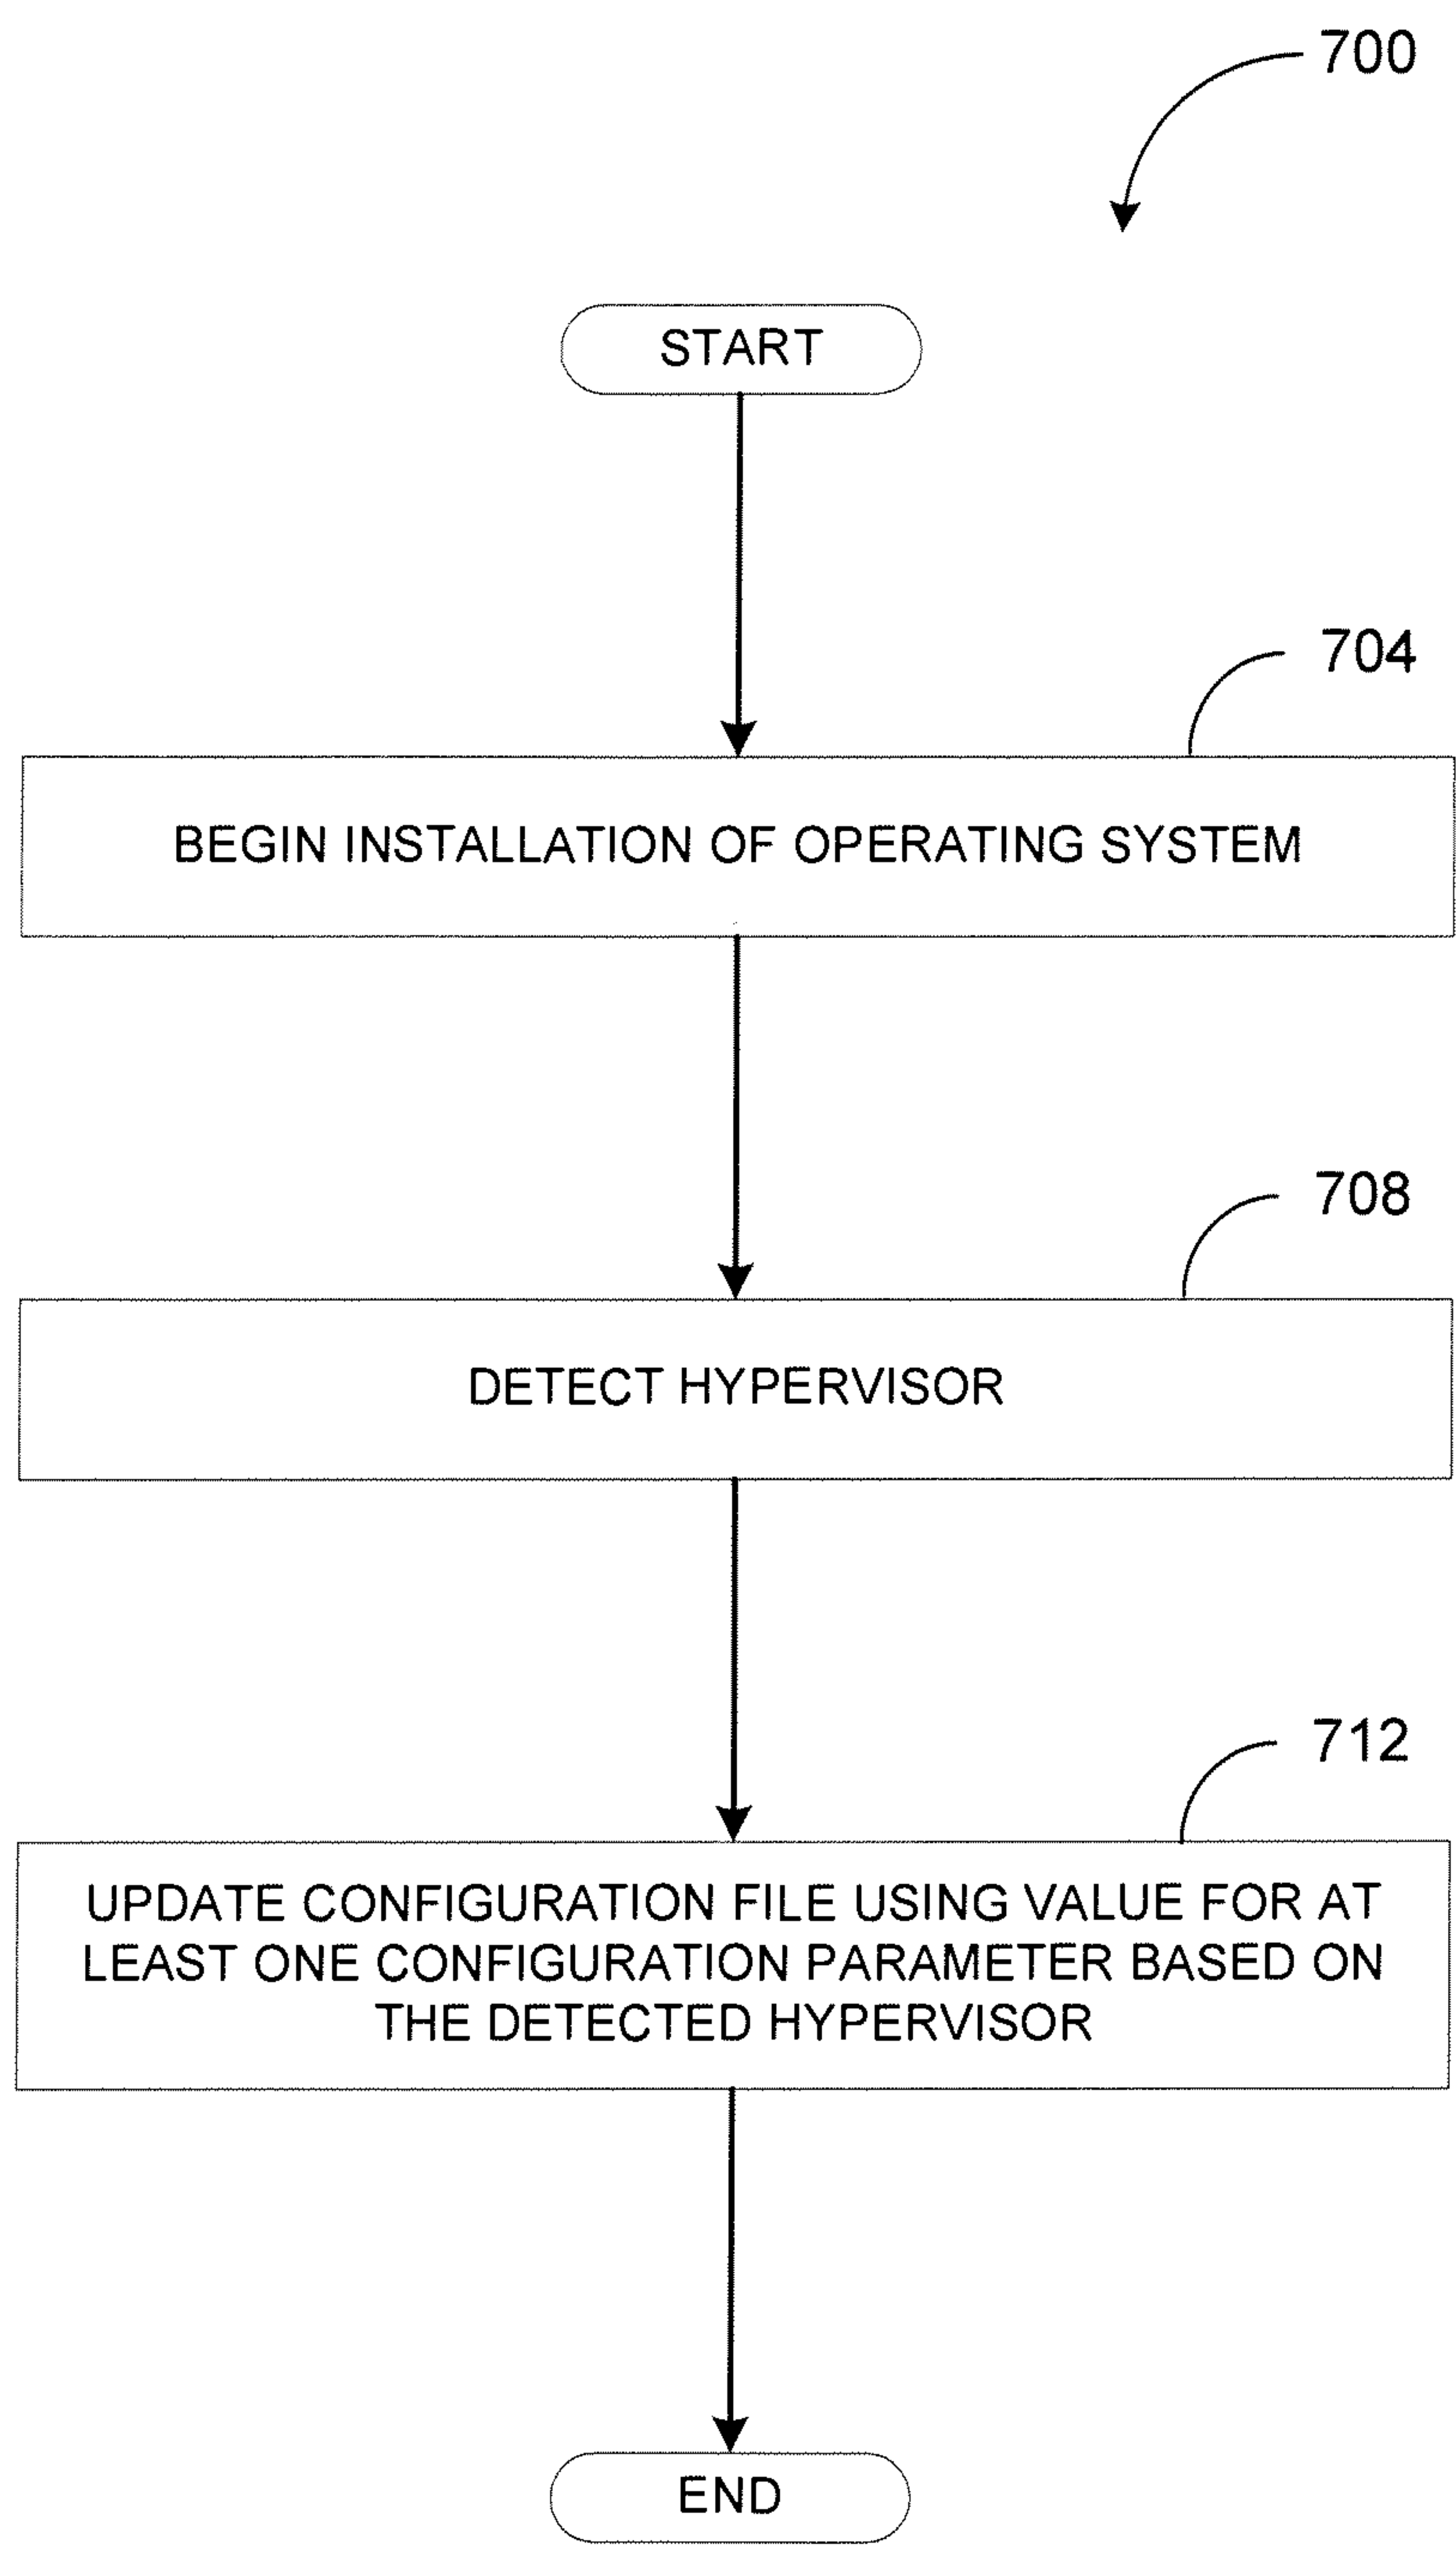 700
START
704
BEGIN INSTALLATION OF OPERATING SYSTEM
708
DETECT HYPERVISOR
712
UPDATE CONFIGURATION FILE USING VALUE FOR AT
LEAST ONE CONFIGURATION PARAMETER BASED ON
THE DETECTED HYPERVISOR
END